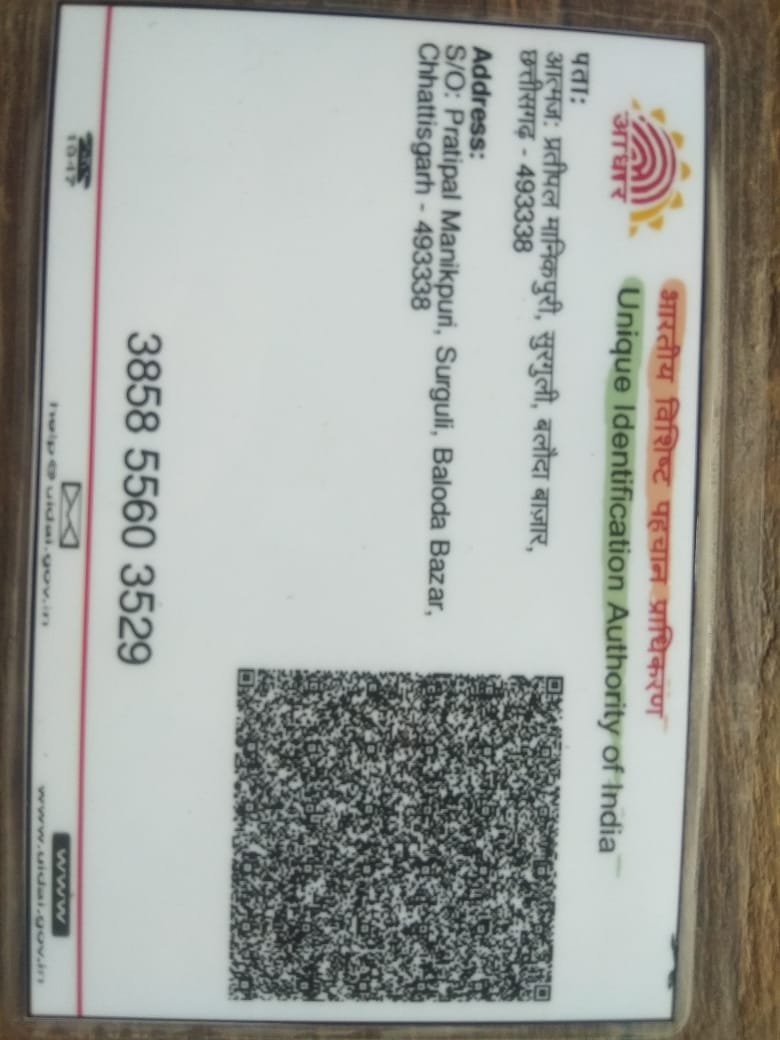 भारतीय विशिष्ट पहचान प्राधिकरण
Unique Identification Authority of India
आधार
पता:
आत्मज: प्रतीपल मानिकपुरी, सुरगुली, बलौदा बाज़ार,
छत्तीसगढ़ - 493338
Address:
S/O: Pratipal Manikpuri, Surguli, Baloda Bazar,
Chhattisgarh - 493338
3858 5560 3529
1947
help@uidai.gov.in
www
www.uidai.gov.in